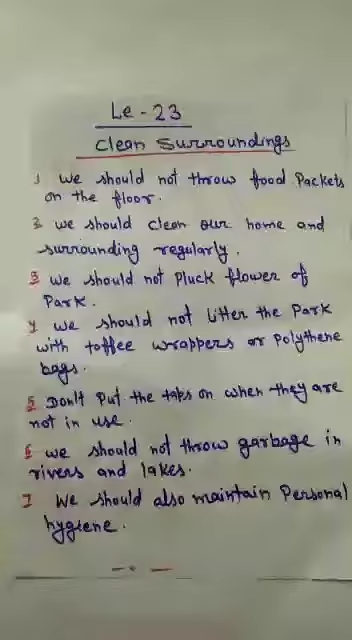 Le - 23
Clean Surroundings
1 we should not throw food Packets
on the floor.
2 we should clean our home and
surrounding regularly.
3 we should not Pluck flower of
Park.
4 we should not litter the Park
with toffee wrappers or Polythene
bags.
5 Don't Put the taps on when they are
not in use.
6 we should not throw garbage in
rivers and lakes.
7 We should also maintain Personal
hygiene.